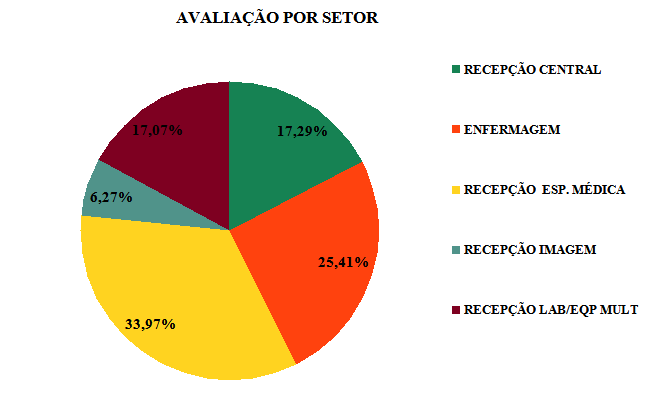 AVALIAÇÃO POR SETOR
17,29%
25,41%
33,97%
6,27%
17,07%
RECEPÇÃO CENTRAL
ENFERMAGEM
RECEPÇÃO ESP. MÉDICA
RECEPÇÃO IMAGEM
RECEPÇÃO LAB/EQP MULT